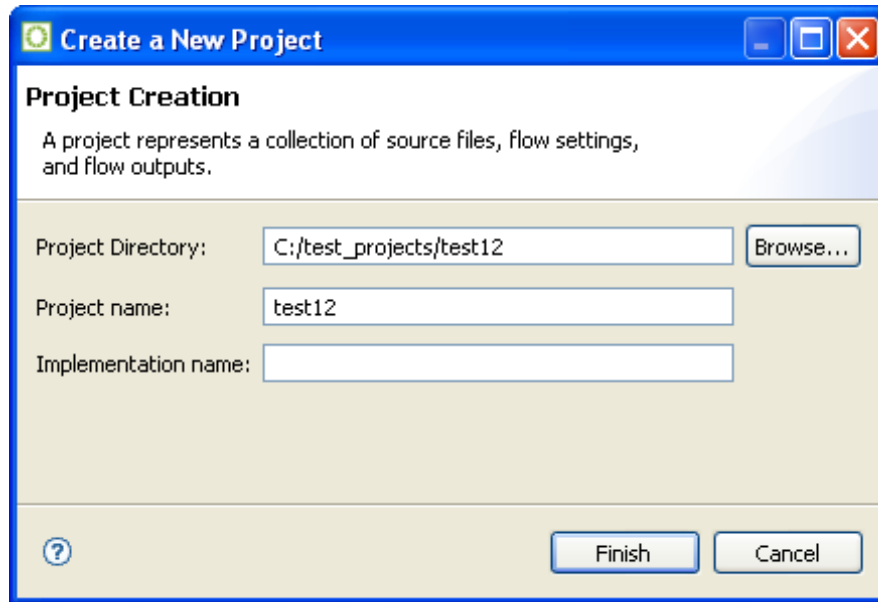 Create a New Project
Project Creation
A project represents a collection of source files, flow settings,
and flow outputs.
Project Directory: C:/test_projects/test12 Browse...
Project name: test12
Implementation name:
? Finish Cancel